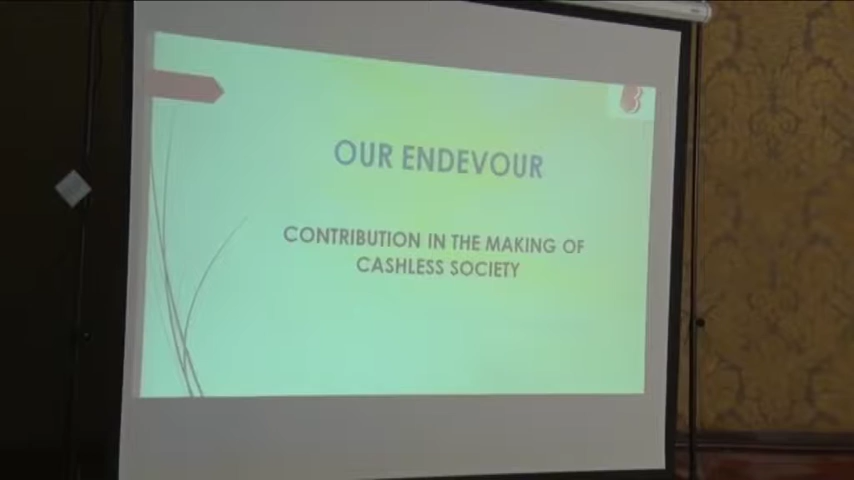 OUR ENDEVOUR
CONTRIBUTION IN THE MAKING OF
CASHLESS SOCIETY